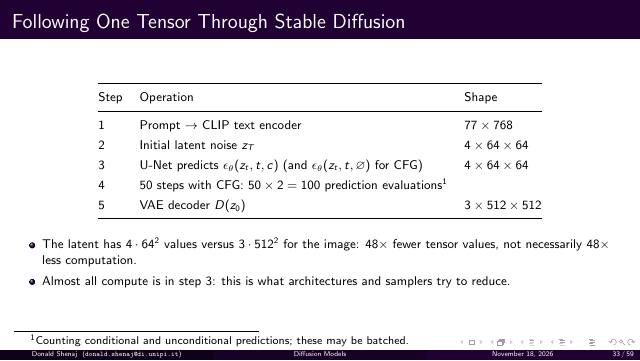 Following One Tensor Through Stable Diffusion
Step Operation Shape
1 Prompt → CLIP text encoder 77 × 768
2 Initial latent noise z_T 4 × 64 × 64
3 U-Net predicts ϵ_θ(z_t, t, c) (and ϵ_θ(z_t, t, ∅) for CFG) 4 × 64 × 64
4 50 steps with CFG: 50 × 2 = 100 prediction evaluations¹
5 VAE decoder D(z₀) 3 × 512 × 512
The latent has 4 · 64² values versus 3 · 512² for the image: 48× fewer tensor values, not necessarily 48×
less computation.
Almost all compute is in step 3: this is what architectures and samplers try to reduce.
¹Counting conditional and unconditional predictions; these may be batched.
Donald Shenaj (donald.shenaj@di.unipi.it) Diffusion Models November 18, 2026 33 / 59